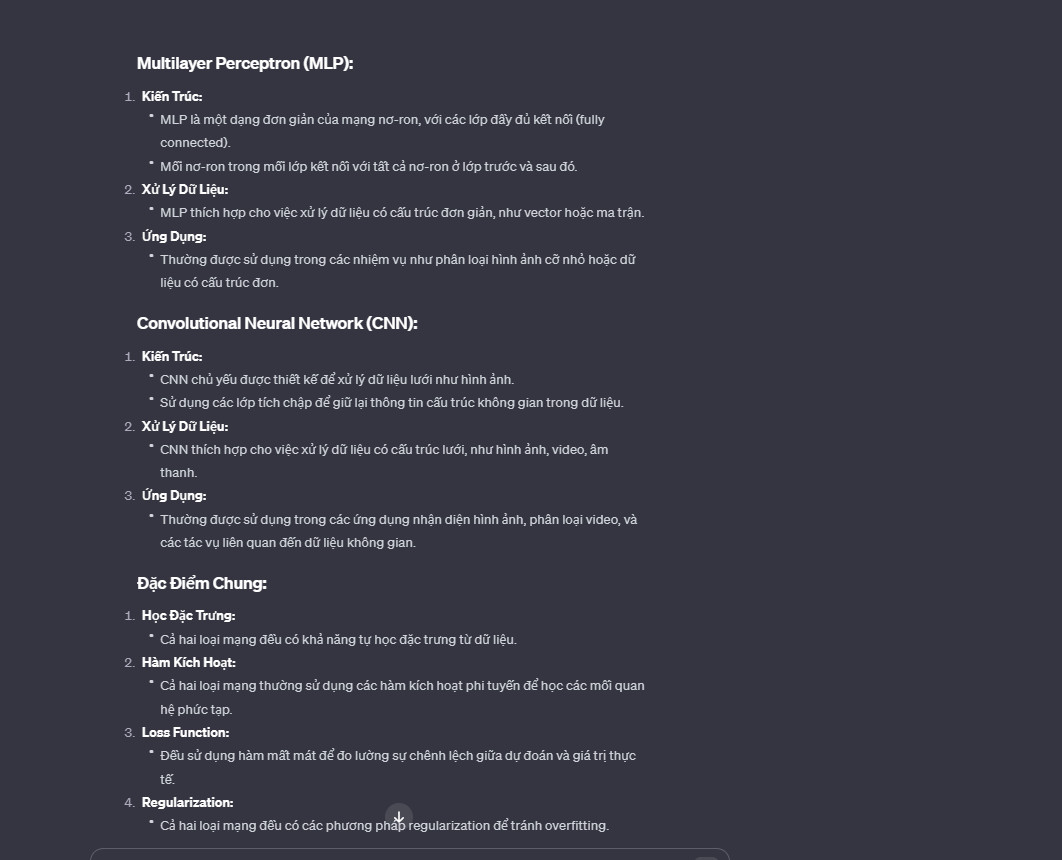 Multilayer Perceptron (MLP):
1. Kiến Trúc:
• MLP là một dạng đơn giản của mạng nơ-ron, với các lớp đầy đủ kết nối (fully
connected).
• Mỗi nơ-ron trong mỗi lớp kết nối với tất cả nơ-ron ở lớp trước và sau đó.
2. Xử Lý Dữ Liệu:
• MLP thích hợp cho việc xử lý dữ liệu có cấu trúc đơn giản, như vector hoặc ma trận.
3. Ứng Dụng:
• Thường được sử dụng trong các nhiệm vụ như phân loại hình ảnh cỡ nhỏ hoặc dữ
liệu có cấu trúc đơn.
Convolutional Neural Network (CNN):
1. Kiến Trúc:
• CNN chủ yếu được thiết kế để xử lý dữ liệu lưới như hình ảnh.
• Sử dụng các lớp tích chập để giữ lại thông tin cấu trúc không gian trong dữ liệu.
2. Xử Lý Dữ Liệu:
• CNN thích hợp cho việc xử lý dữ liệu có cấu trúc lưới, như hình ảnh, video, âm
thanh.
3. Ứng Dụng:
• Thường được sử dụng trong các ứng dụng nhận diện hình ảnh, phân loại video, và
các tác vụ liên quan đến dữ liệu không gian.
Đặc Điểm Chung:
1. Học Đặc Trưng:
• Cả hai loại mạng đều có khả năng tự học đặc trưng từ dữ liệu.
2. Hàm Kích Hoạt:
• Cả hai loại mạng thường sử dụng các hàm kích hoạt phi tuyến để học các mối quan
hệ phức tạp.
3. Loss Function:
• Đều sử dụng hàm mất mát để đo lường sự chênh lệch giữa dự đoán và giá trị thực
tế.
4. Regularization:
• Cả hai loại mạng đều có các phương pháp regularization để tránh overfitting.